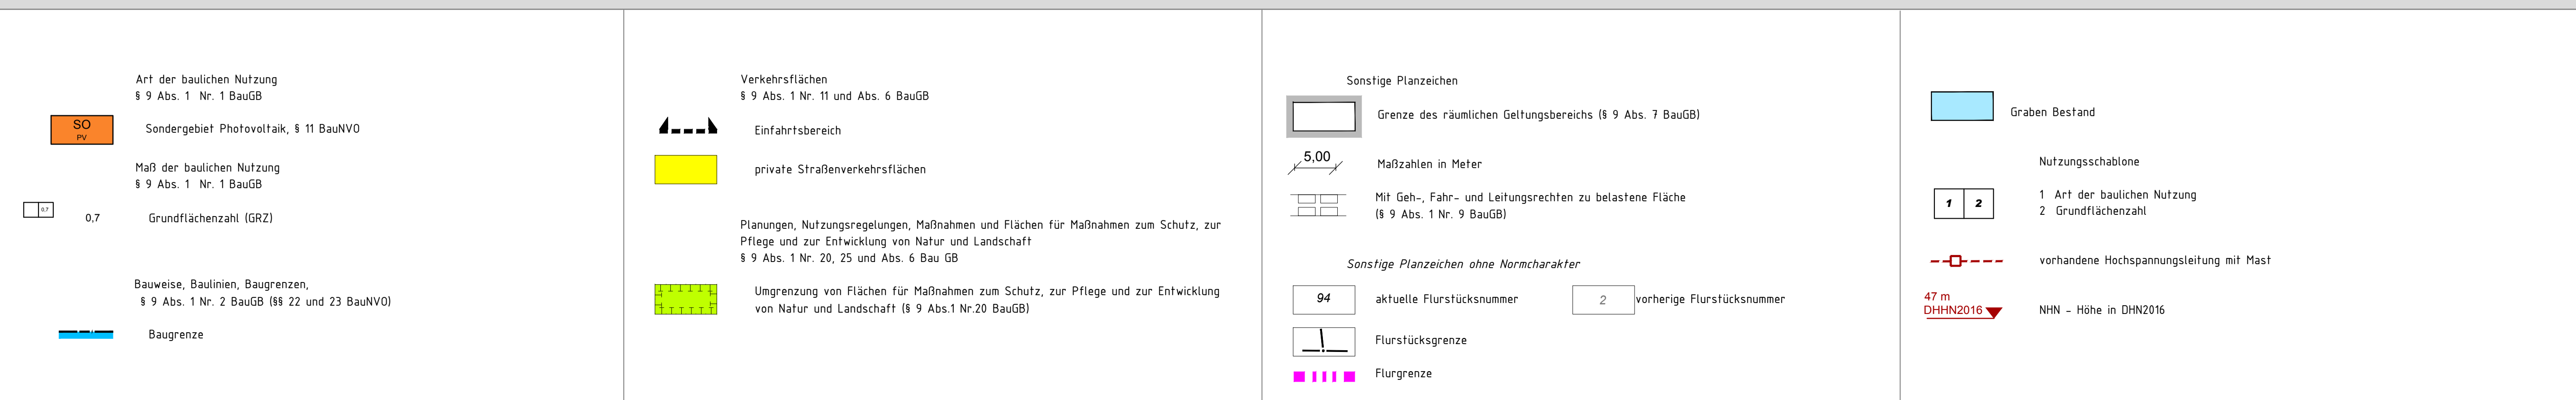 Art der baulichen Nutzung
§ 9 Abs. 1 Nr. 1 BauGB
SO
PV
Sondergebiet Photovoltaik, § 11 BauNVO
Maß der baulichen Nutzung
§ 9 Abs. 1 Nr. 1 BauGB
0,7
0,7
Grundflächenzahl (GRZ)
Bauweise, Baulinien, Baugrenzen,
§ 9 Abs. 1 Nr. 2 BauGB (§§ 22 und 23 BauNVO)
Baugrenze
Verkehrsflächen
§ 9 Abs. 1 Nr. 11 und Abs. 6 BauGB
Einfahrtsbereich
private Straßenverkehrsflächen
Planungen, Nutzungsregelungen, Maßnahmen und Flächen für Maßnahmen zum Schutz, zur
Pflege und zur Entwicklung von Natur und Landschaft
§ 9 Abs. 1 Nr. 20, 25 und Abs. 6 Bau GB
Umgrenzung von Flächen für Maßnahmen zum Schutz, zur Pflege und zur Entwicklung
von Natur und Landschaft (§ 9 Abs.1 Nr.20 BauGB)
Sonstige Planzeichen
Grenze des räumlichen Geltungsbereichs (§ 9 Abs. 7 BauGB)
5,00
Maßzahlen in Meter
Mit Geh-, Fahr- und Leitungsrechten zu belastene Fläche
(§ 9 Abs. 1 Nr. 9 BauGB)
Sonstige Planzeichen ohne Normcharakter
94
aktuelle Flurstücksnummer
2
vorherige Flurstücksnummer
Flurstücksgrenze
Flurgrenze
Graben Bestand
Nutzungsschablone
1 2
1 Art der baulichen Nutzung
2 Grundflächenzahl
vorhandene Hochspannungsleitung mit Mast
47 m
DHHN2016
NHN - Höhe in DHN2016